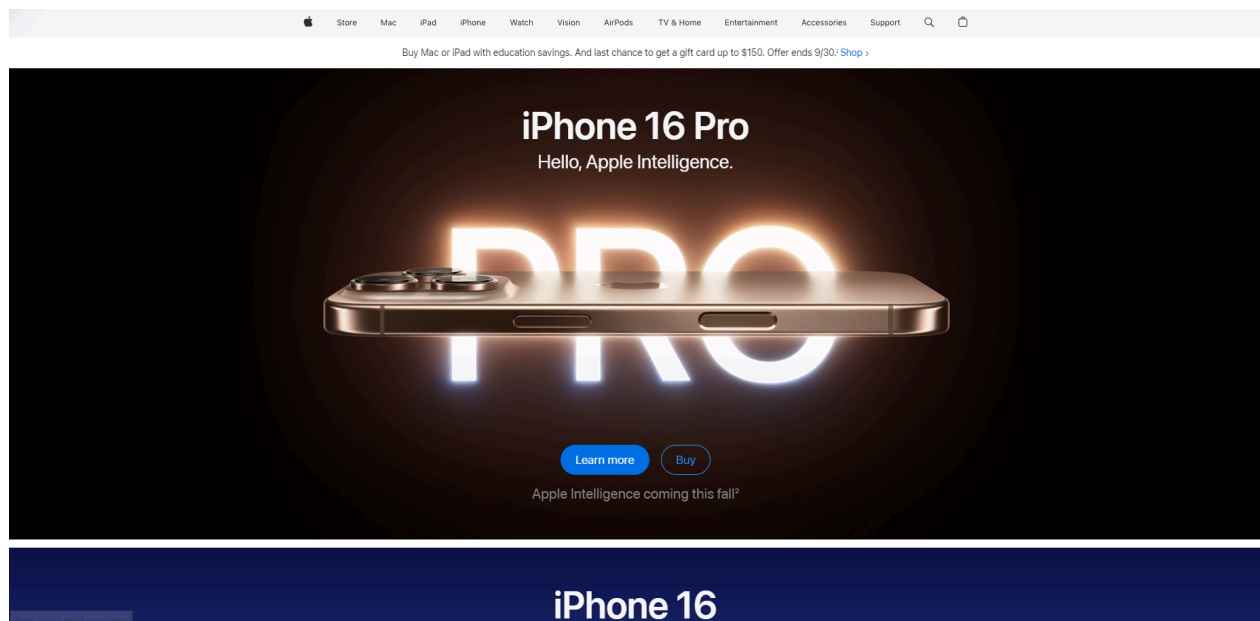 Store Mac iPad iPhone Watch Vision AirPods TV & Home Entertainment Accessories Support
Buy Mac or iPad with education savings. And last chance to get a gift card up to $150. Offer ends 9/30.¹ Shop >
iPhone 16 Pro
Hello, Apple Intelligence.
PRO
Learn more Buy
Apple Intelligence coming this fall²
iPhone 16